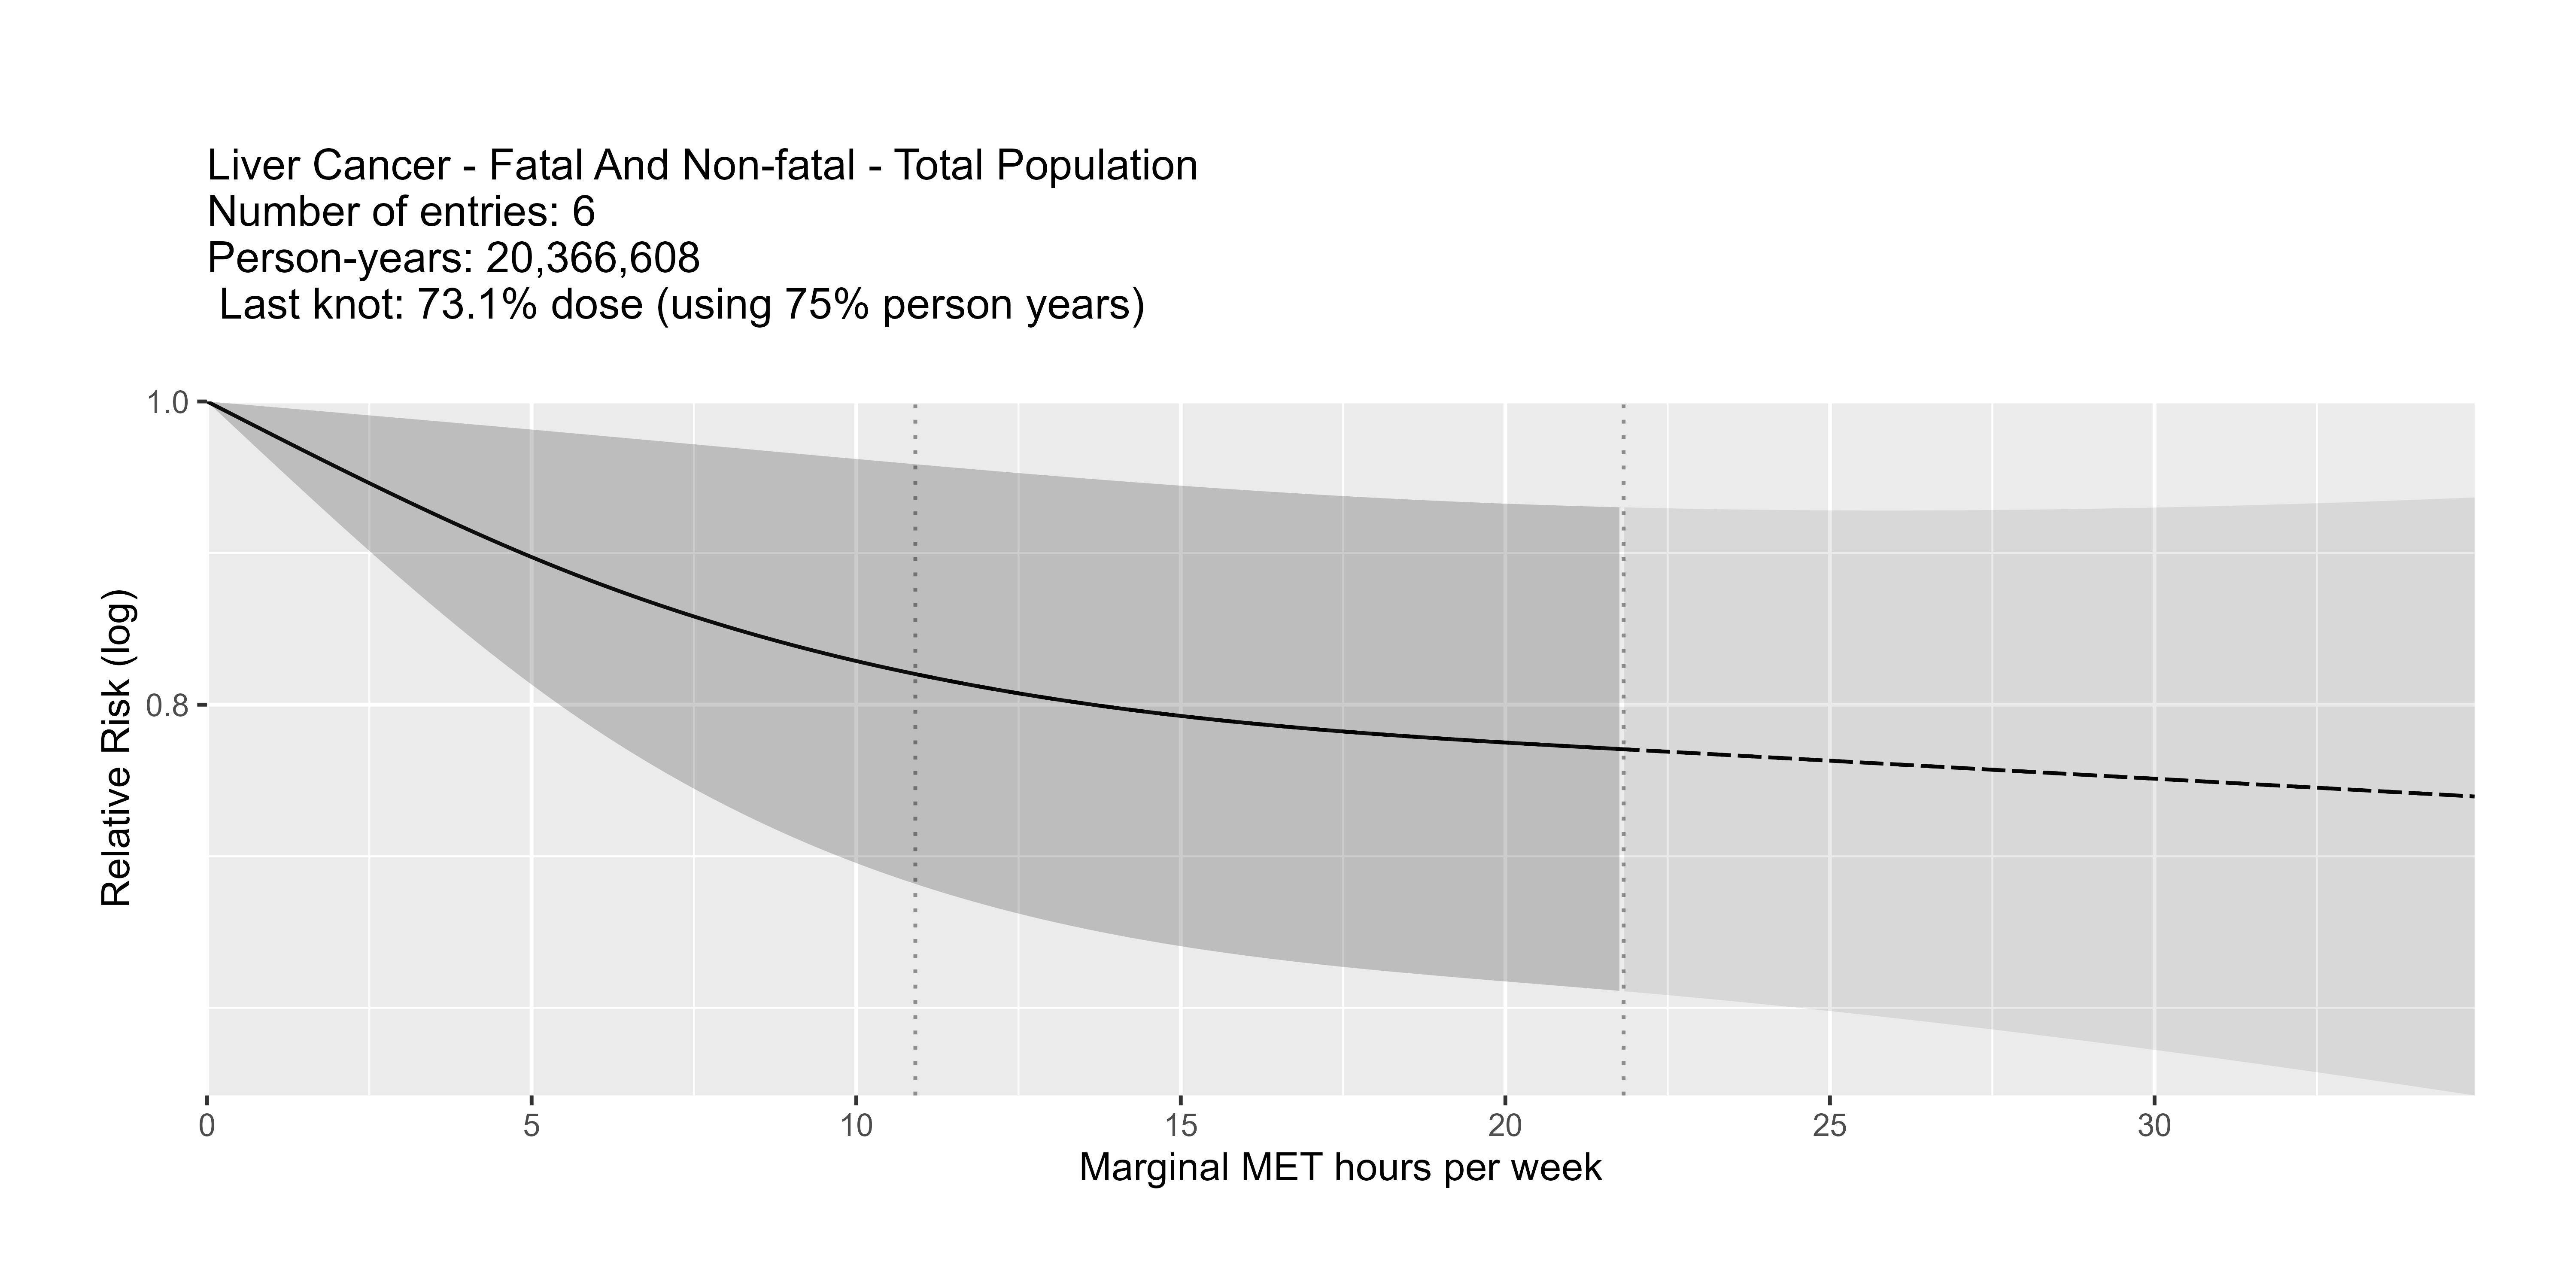 Liver Cancer - Fatal And Non-fatal - Total Population
Number of entries: 6
Person-years: 20,366,608
Last knot: 73.1% dose (using 75% person years)
1.0
0.8
Relative Risk (log)
0 5 10 15 20 25 30
Marginal MET hours per week